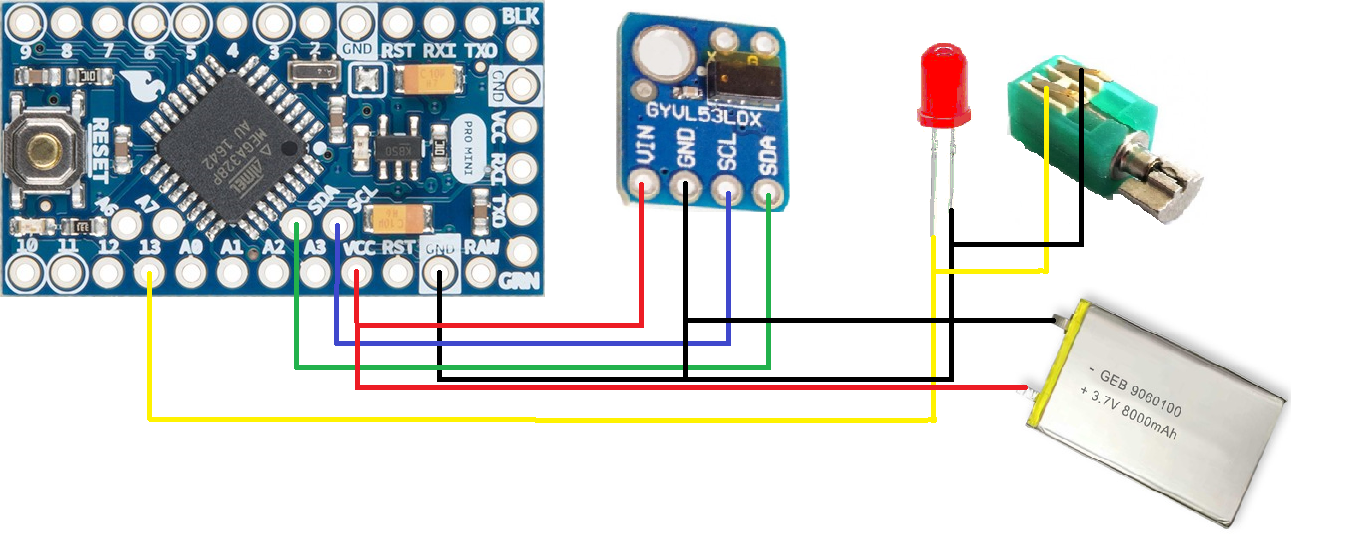 BLK
9 8 7 6 5 4 3 2 GND RST RXI TXO
GND
VCC
RXI
TXO
GRN
RESET
MEGA328P
AU 1642
ATMEL
K850
PRO MINI
A6 A7 SDA SCL
10 11 12 13 A0 A1 A2 A3 VCC RST GND RAW
GYVL53L0X
VIN GND SCL SDA
- GEB 9060100
+ 3.7V 8000mAh